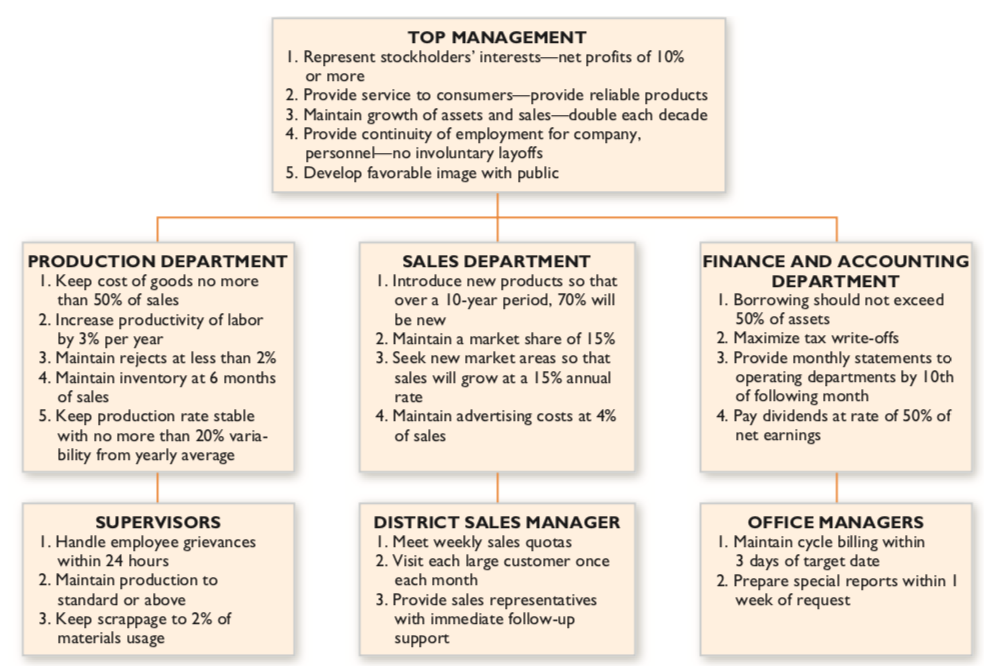 TOP MANAGEMENT
1. Represent stockholders' interests—net profits of 10%
or more
2. Provide service to consumers—provide reliable products
3. Maintain growth of assets and sales—double each decade
4. Provide continuity of employment for company,
personnel—no involuntary layoffs
5. Develop favorable image with public
PRODUCTION DEPARTMENT
1. Keep cost of goods no more
than 50% of sales
2. Increase productivity of labor
by 3% per year
3. Maintain rejects at less than 2%
4. Maintain inventory at 6 months
of sales
5. Keep production rate stable
with no more than 20% varia-
bility from yearly average
SALES DEPARTMENT
1. Introduce new products so that
over a 10-year period, 70% will
be new
2. Maintain a market share of 15%
3. Seek new market areas so that
sales will grow at a 15% annual
rate
4. Maintain advertising costs at 4%
of sales
FINANCE AND ACCOUNTING
DEPARTMENT
1. Borrowing should not exceed
50% of assets
2. Maximize tax write-offs
3. Provide monthly statements to
operating departments by 10th
of following month
4. Pay dividends at rate of 50% of
net earnings
SUPERVISORS
1. Handle employee grievances
within 24 hours
2. Maintain production to
standard or above
3. Keep scrappage to 2% of
materials usage
DISTRICT SALES MANAGER
1. Meet weekly sales quotas
2. Visit each large customer once
each month
3. Provide sales representatives
with immediate follow-up
support
OFFICE MANAGERS
1. Maintain cycle billing within
3 days of target date
2. Prepare special reports within 1
week of request